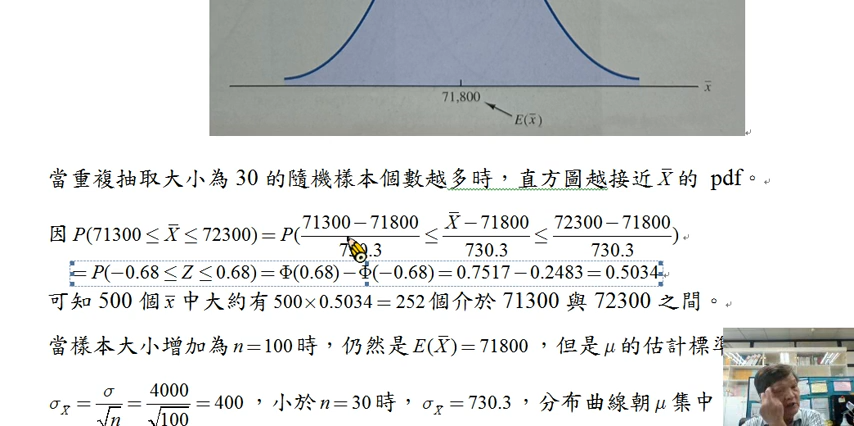 x̄
71,800
E(x̄)
當重複抽取大小為 30 的隨機樣本個數越多時，直方圖越接近 X̄ 的 pdf。
因 P(71300 ≤ X̄ ≤ 72300) = P((71300 − 71800)/730.3 ≤ (X̄ − 71800)/730.3 ≤ (72300 − 71800)/730.3)
= P(−0.68 ≤ Z ≤ 0.68) = Φ(0.68) − Φ(−0.68) = 0.7517 − 0.2483 = 0.5034
可知 500 個 x̄ 中大約有 500×0.5034 = 252 個介於 71300 與 72300 之間。
當樣本大小增加為 n=100 時，仍然是 E(X̄) = 71800，但是 μ 的估計標準
σ_X̄ = σ/√n = 4000/√100 = 400，小於 n=30 時，σ_X̄ = 730.3，分布曲線朝 μ 集中